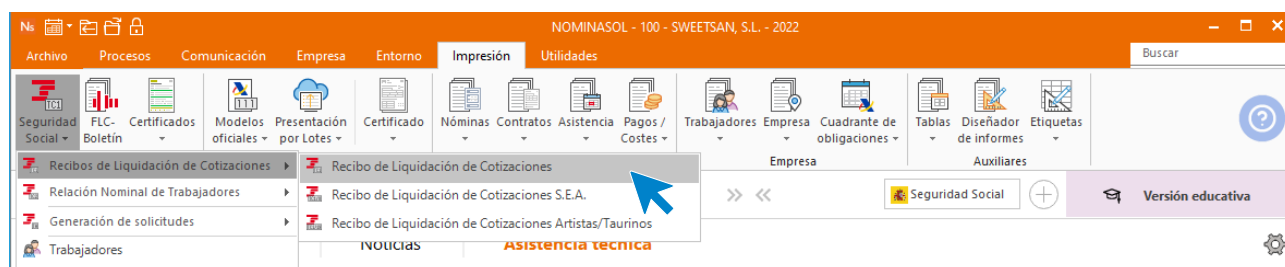 Ns
NOMINASOL - 100 - SWEETSAN, S.L. - 2022
Archivo Procesos Comunicación Empresa Entorno Impresión Utilidades Buscar
TC1
111
Seguridad Social
FLC-Boletín
Certificados
Modelos oficiales
Presentación por Lotes
Certificado
Nóminas
Contratos
Asistencia
Pagos / Costes
Trabajadores
Empresa
Cuadrante de obligaciones
Tablas
Diseñador de informes
Etiquetas
Empresa
Auxiliares
Recibos de Liquidación de Cotizaciones
Relación Nominal de Trabajadores
Generación de solicitudes
Trabajadores
Recibo de Liquidación de Cotizaciones
Recibo de Liquidación de Cotizaciones S.E.A.
Recibo de Liquidación de Cotizaciones Artistas/Taurinos
Seguridad Social
Versión educativa
Noticias Asistencia técnica